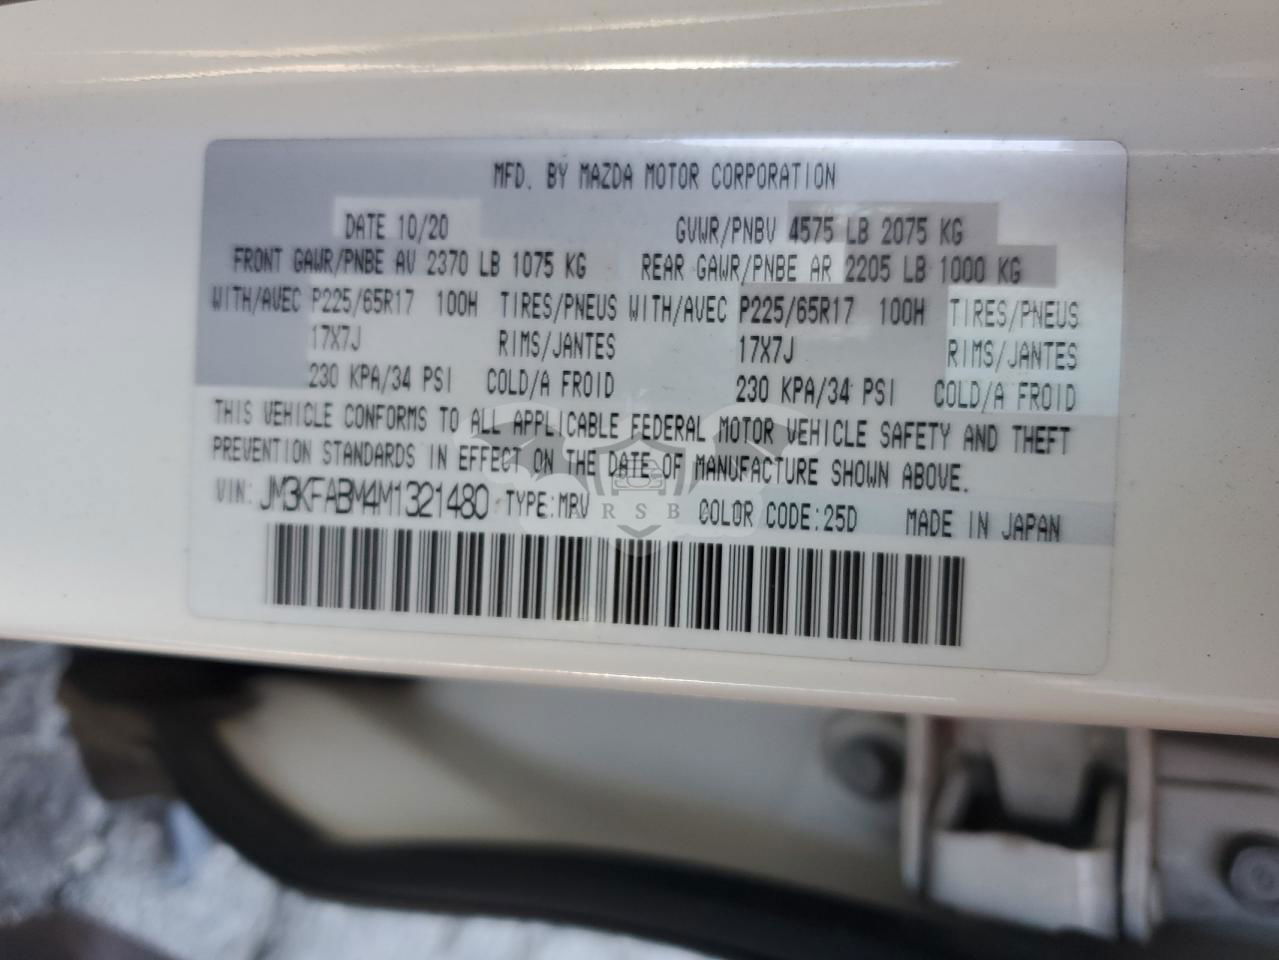 MFD. BY MAZDA MOTOR CORPORATION
DATE 10/20 GVWR/PNBV 4575 LB 2075 KG
FRONT GAWR/PNBE AV 2370 LB 1075 KG REAR GAWR/PNBE AR 2205 LB 1000 KG
WITH/AVEC P225/65R17 100H TIRES/PNEUS WITH/AVEC P225/65R17 100H TIRES/PNEUS
17X7J RIMS/JANTES 17X7J RIMS/JANTES
230 KPA/34 PSI COLD/A FROID 230 KPA/34 PSI COLD/A FROID
THIS VEHICLE CONFORMS TO ALL APPLICABLE FEDERAL MOTOR VEHICLE SAFETY AND THEFT
PREVENTION STANDARDS IN EFFECT ON THE DATE OF MANUFACTURE SHOWN ABOVE.
VIN: JM3KFABM4M1321480 TYPE:MRV COLOR CODE:25D MADE IN JAPAN